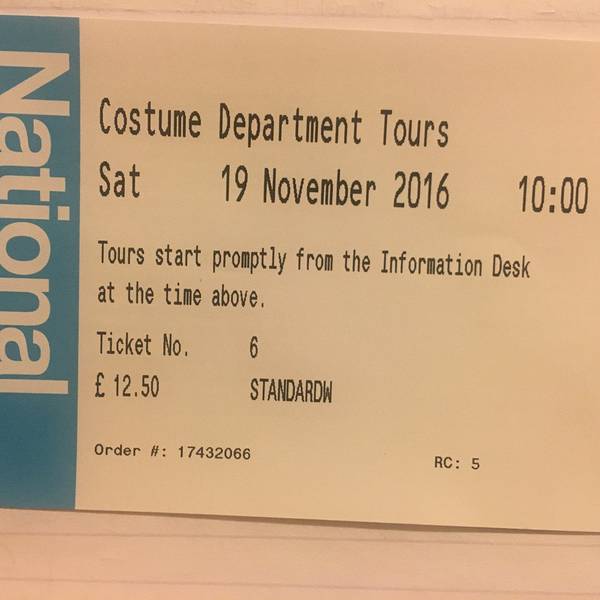 National
Costume Department Tours
Sat 19 November 2016 10:00
Tours start promptly from the Information Desk
at the time above.
Ticket No. 6
£ 12.50 STANDARDW
Order #: 17432066
RC: 5